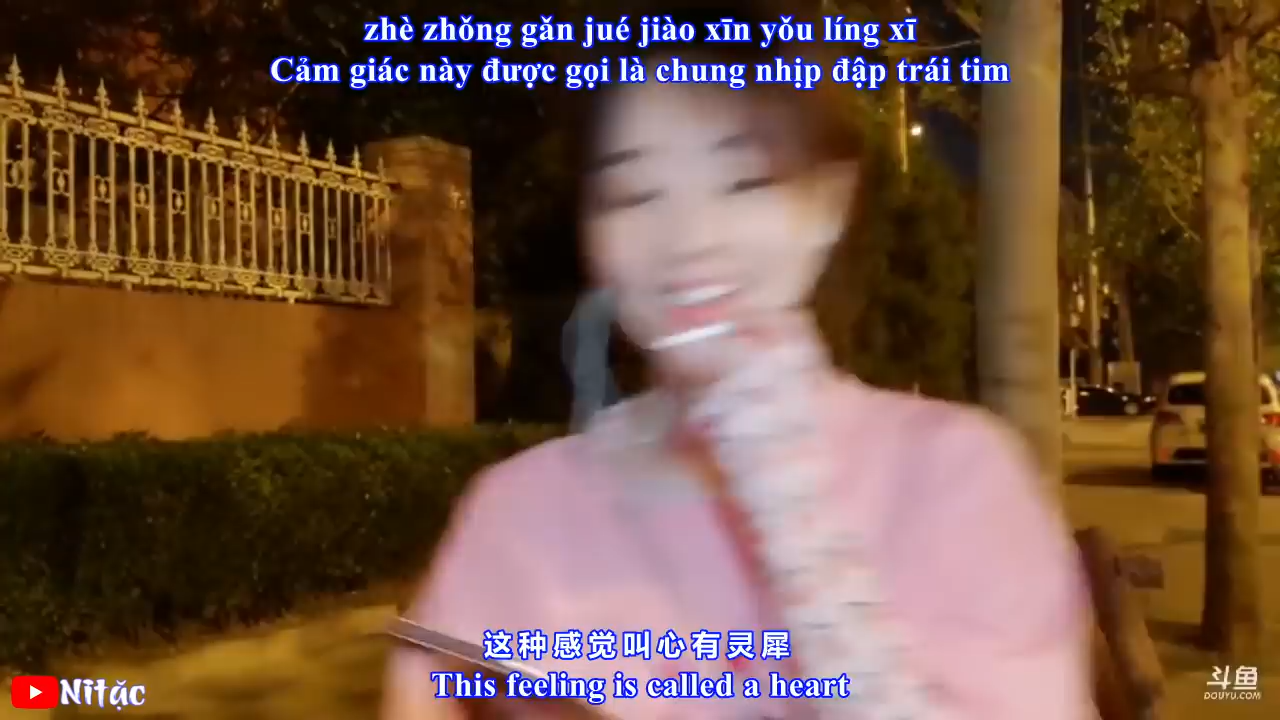 zhè zhǒng gǎn jué jiào xīn yǒu líng xī
Cảm giác này được gọi là chung nhịp đập trái tim
这种感觉叫心有灵犀
This feeling is called a heart
Nitặc
斗鱼
DOUYU.COM